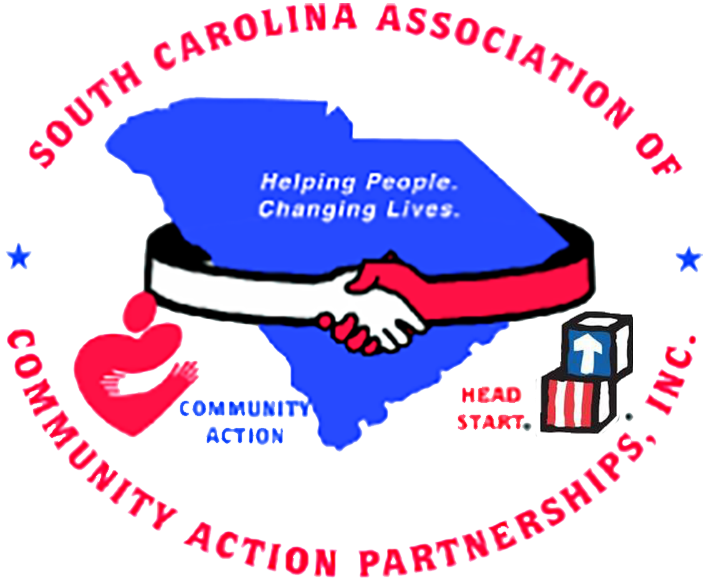 SOUTH CAROLINA ASSOCIATION OF
Helping People.
Changing Lives.
COMMUNITY
ACTION
HEAD
START.
COMMUNITY ACTION PARTNERSHIPS, INC.